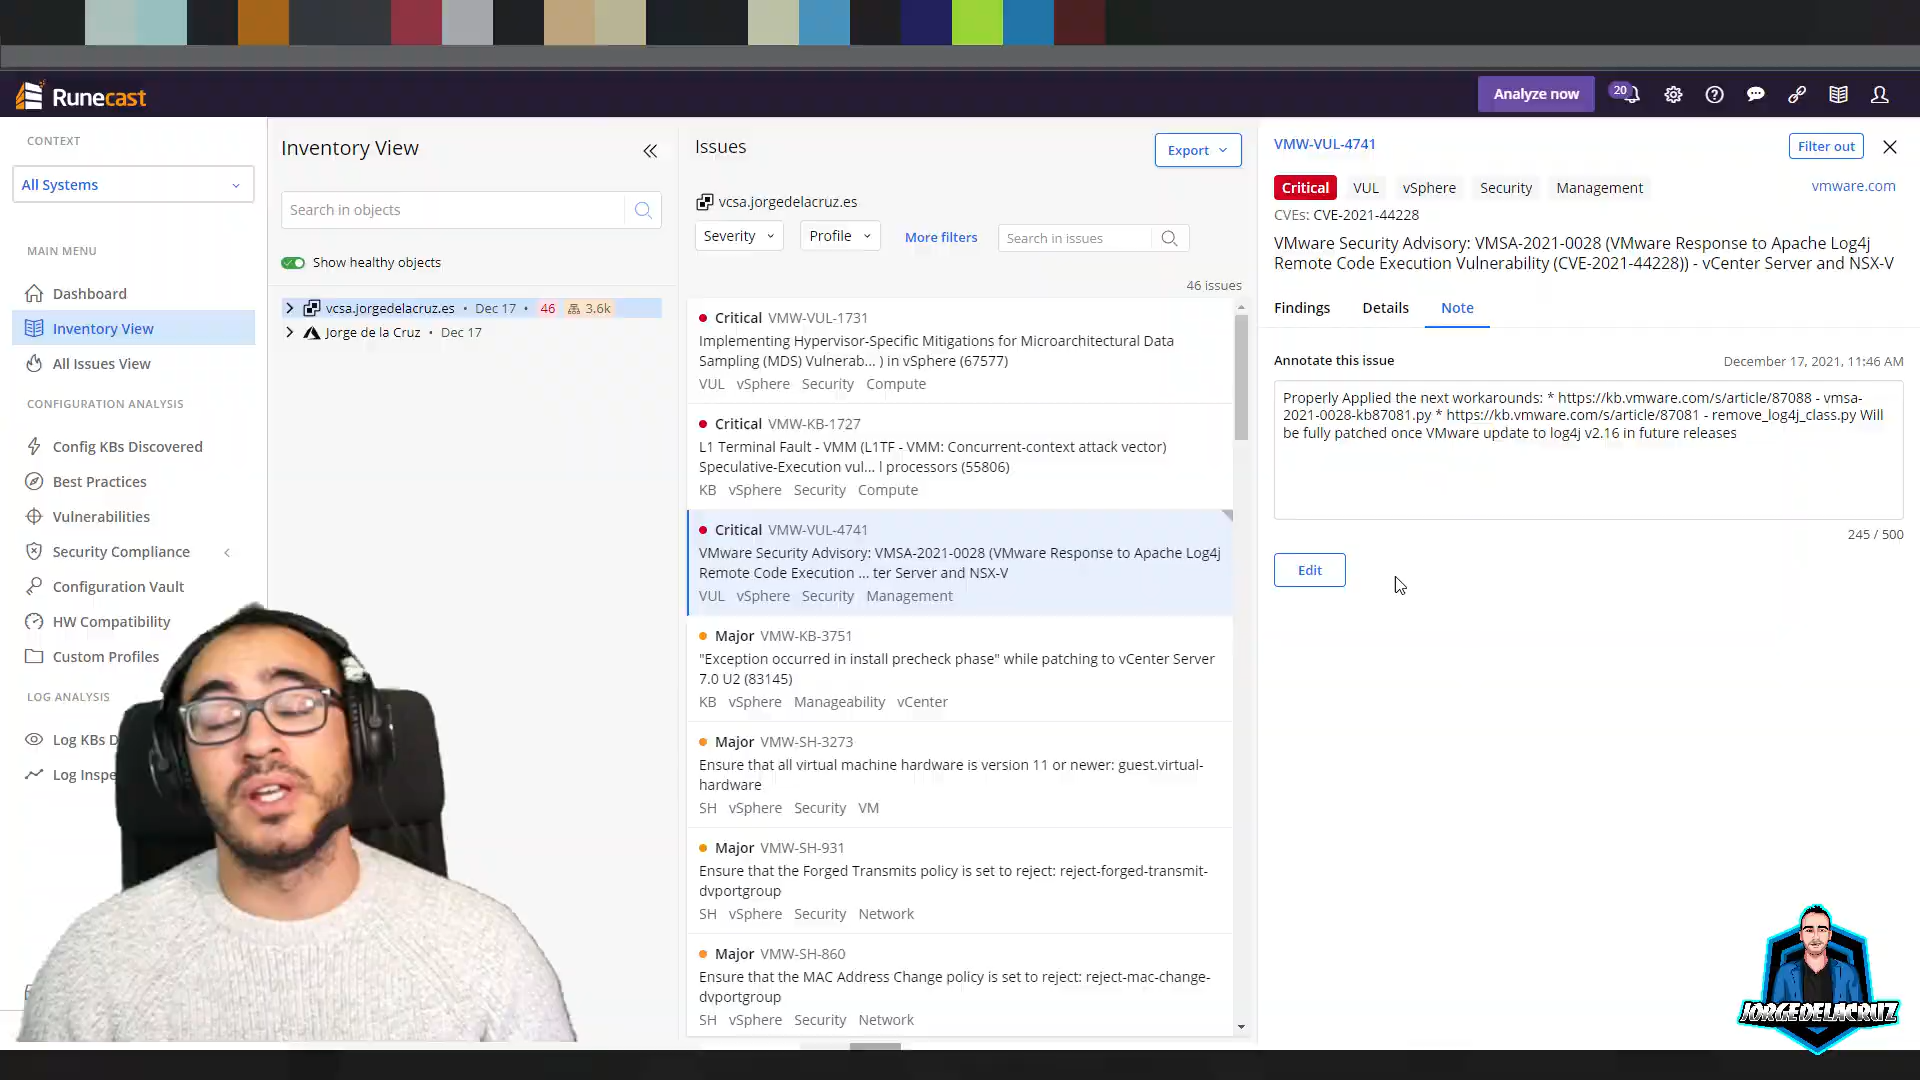 Runecast
Analyze now
20
CONTEXT
All Systems
MAIN MENU
Dashboard
Inventory View
All Issues View
CONFIGURATION ANALYSIS
Config KBs Discovered
Best Practices
Vulnerabilities
Security Compliance
Configuration Vault
HW Compatibility
Custom Profiles
LOG ANALYSIS
Log KBs D
Log Inspe
Inventory View
Search in objects
Show healthy objects
vcsa.jorgedelacruz.es • Dec 17 • 46 3.6k
Jorge de la Cruz • Dec 17
Issues
Export
vcsa.jorgedelacruz.es
Severity
Profile
More filters
Search in issues
46 issues
Critical VMW-VUL-1731
Implementing Hypervisor-Specific Mitigations for Microarchitectural Data
Sampling (MDS) Vulnerab... ) in vSphere (67577)
VUL vSphere Security Compute
Critical VMW-KB-1727
L1 Terminal Fault - VMM (L1TF - VMM: Concurrent-context attack vector)
Speculative-Execution vul... l processors (55806)
KB vSphere Security Compute
Critical VMW-VUL-4741
VMware Security Advisory: VMSA-2021-0028 (VMware Response to Apache Log4j
Remote Code Execution ... ter Server and NSX-V
VUL vSphere Security Management
Major VMW-KB-3751
"Exception occurred in install precheck phase" while patching to vCenter Server
7.0 U2 (83145)
KB vSphere Manageability vCenter
Major VMW-SH-3273
Ensure that all virtual machine hardware is version 11 or newer: guest.virtual-
hardware
SH vSphere Security VM
Major VMW-SH-931
Ensure that the Forged Transmits policy is set to reject: reject-forged-transmit-
dvportgroup
SH vSphere Security Network
Major VMW-SH-860
Ensure that the MAC Address Change policy is set to reject: reject-mac-change-
dvportgroup
SH vSphere Security Network
VMW-VUL-4741
Filter out
Critical VUL vSphere Security Management
vmware.com
CVEs: CVE-2021-44228
VMware Security Advisory: VMSA-2021-0028 (VMware Response to Apache Log4j
Remote Code Execution Vulnerability (CVE-2021-44228)) - vCenter Server and NSX-V
Findings Details Note
Annotate this issue
December 17, 2021, 11:46 AM
Properly Applied the next workarounds: * https://kb.vmware.com/s/article/87088 - vmsa-
2021-0028-kb87081.py * https://kb.vmware.com/s/article/87081 - remove_log4j_class.py Will
be fully patched once VMware update to log4j v2.16 in future releases
245 / 500
Edit
JORGEDELACRUZ